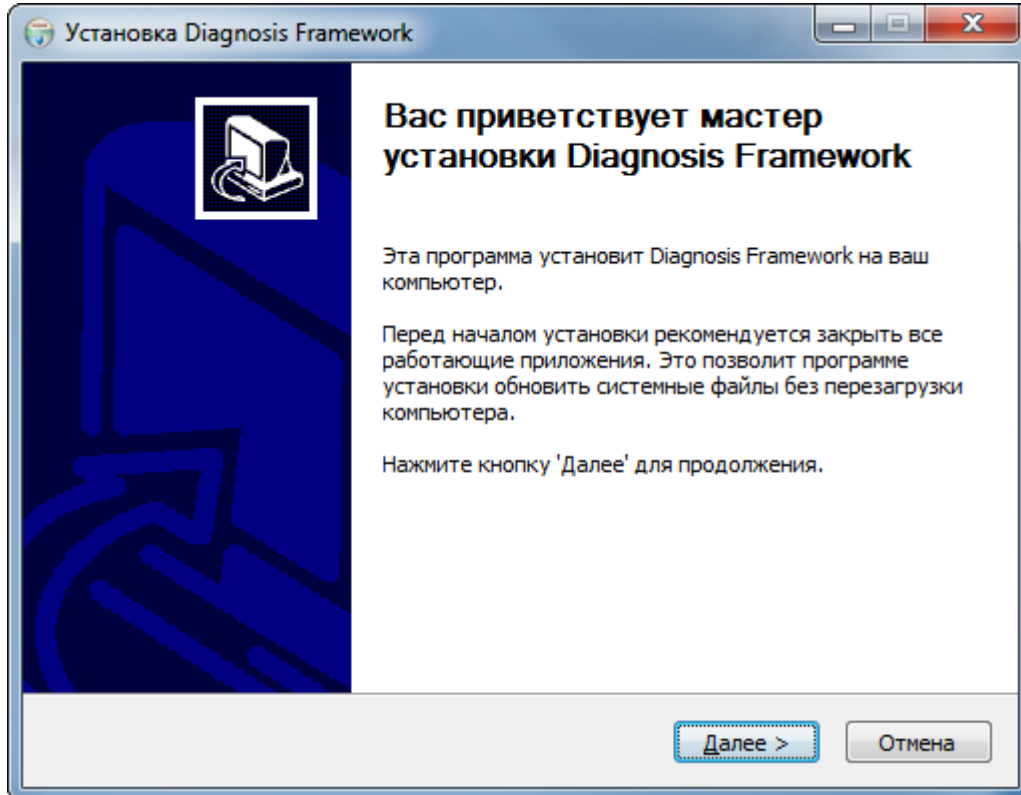 Установка Diagnosis Framework
Вас приветствует мастер
установки Diagnosis Framework
Эта программа установит Diagnosis Framework на ваш
компьютер.
Перед началом установки рекомендуется закрыть все
работающие приложения. Это позволит программе
установки обновить системные файлы без перезагрузки
компьютера.
Нажмите кнопку 'Далее' для продолжения.
Далее >
Отмена